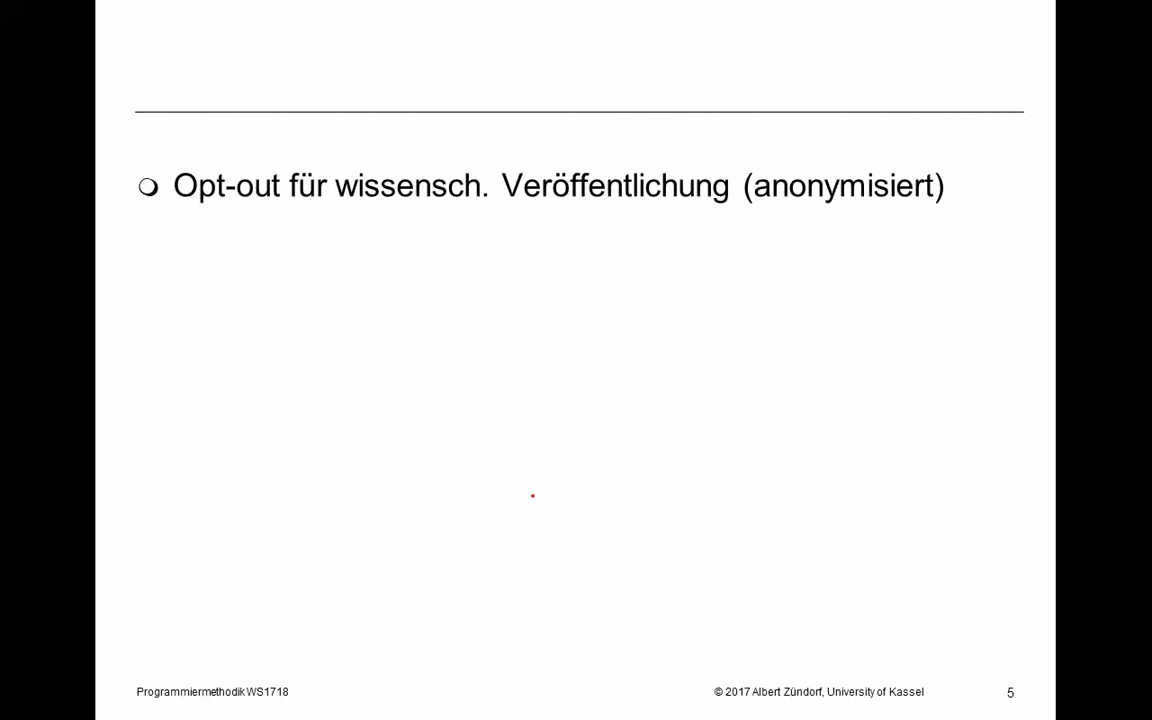 Opt-out für wissensch. Veröffentlichung (anonymisiert)
Programmiermethodik WS1718
© 2017 Albert Zündorf, University of Kassel
5